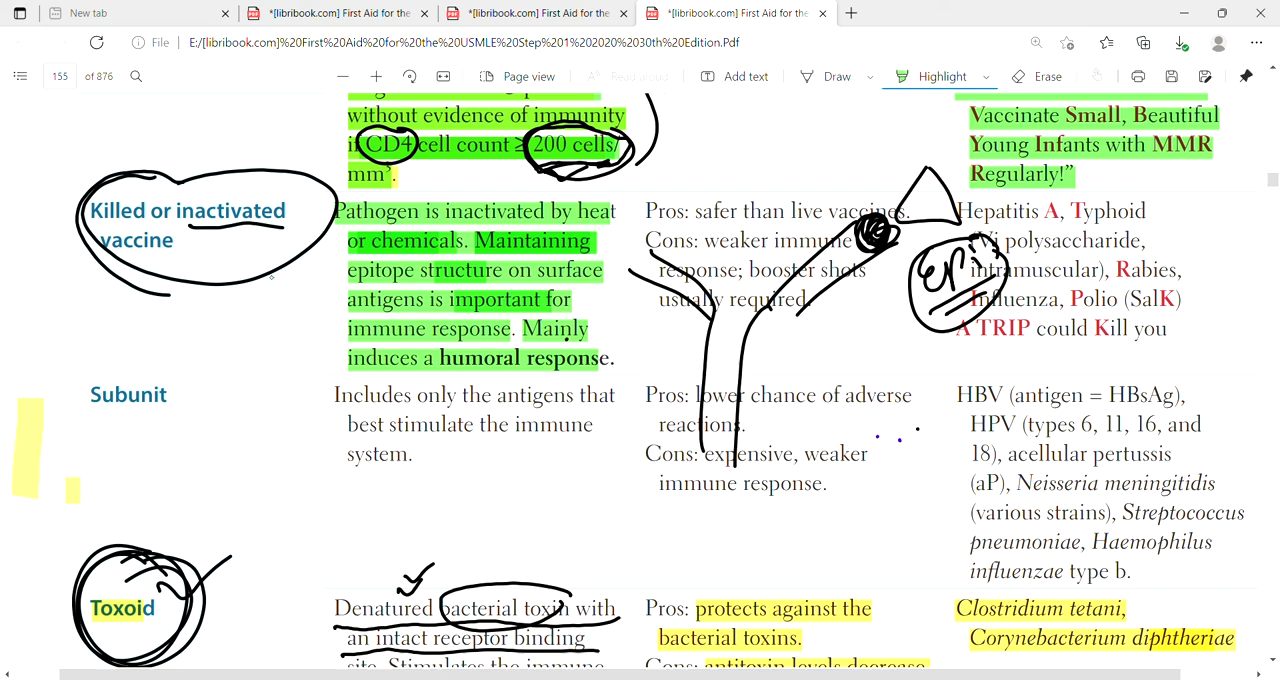 New tab
*[libribook.com] First Aid for the
*[libribook.com] First Aid for the
*[libribook.com] First Aid for the
File
E:/[libribook.com]%20First%20Aid%20for%20the%20USMLE%20Step%201%202020%2030th%20Edition.Pdf
155 of 876
Page view
Read aloud
Add text
Draw
Highlight
Erase
without evidence of immunity
if CD4 cell count ≥ 200 cells/
mm³.
Vaccinate Small, Beautiful
Young Infants with MMR
Regularly!”
Killed or inactivated
vaccine
Pathogen is inactivated by heat
or chemicals. Maintaining
epitope structure on surface
antigens is important for
immune response. Mainly
induces a humoral response.
Pros: safer than live vaccines.
Cons: weaker immune
response; booster shots
usually required.
Hepatitis A, Typhoid
(Vi polysaccharide,
intramuscular), Rabies,
Influenza, Polio (SalK)
A TRIP could Kill you
Subunit
Includes only the antigens that
best stimulate the immune
system.
Pros: lower chance of adverse
reactions.
Cons: expensive, weaker
immune response.
HBV (antigen = HBsAg),
HPV (types 6, 11, 16, and
18), acellular pertussis
(aP), Neisseria meningitidis
(various strains), Streptococcus
pneumoniae, Haemophilus
influenzae type b.
Toxoid
Denatured bacterial toxin with
an intact receptor binding
site. Stimulates the immune
Pros: protects against the
bacterial toxins.
Cons: antitoxin levels decrease
Clostridium tetani,
Corynebacterium diphtheriae